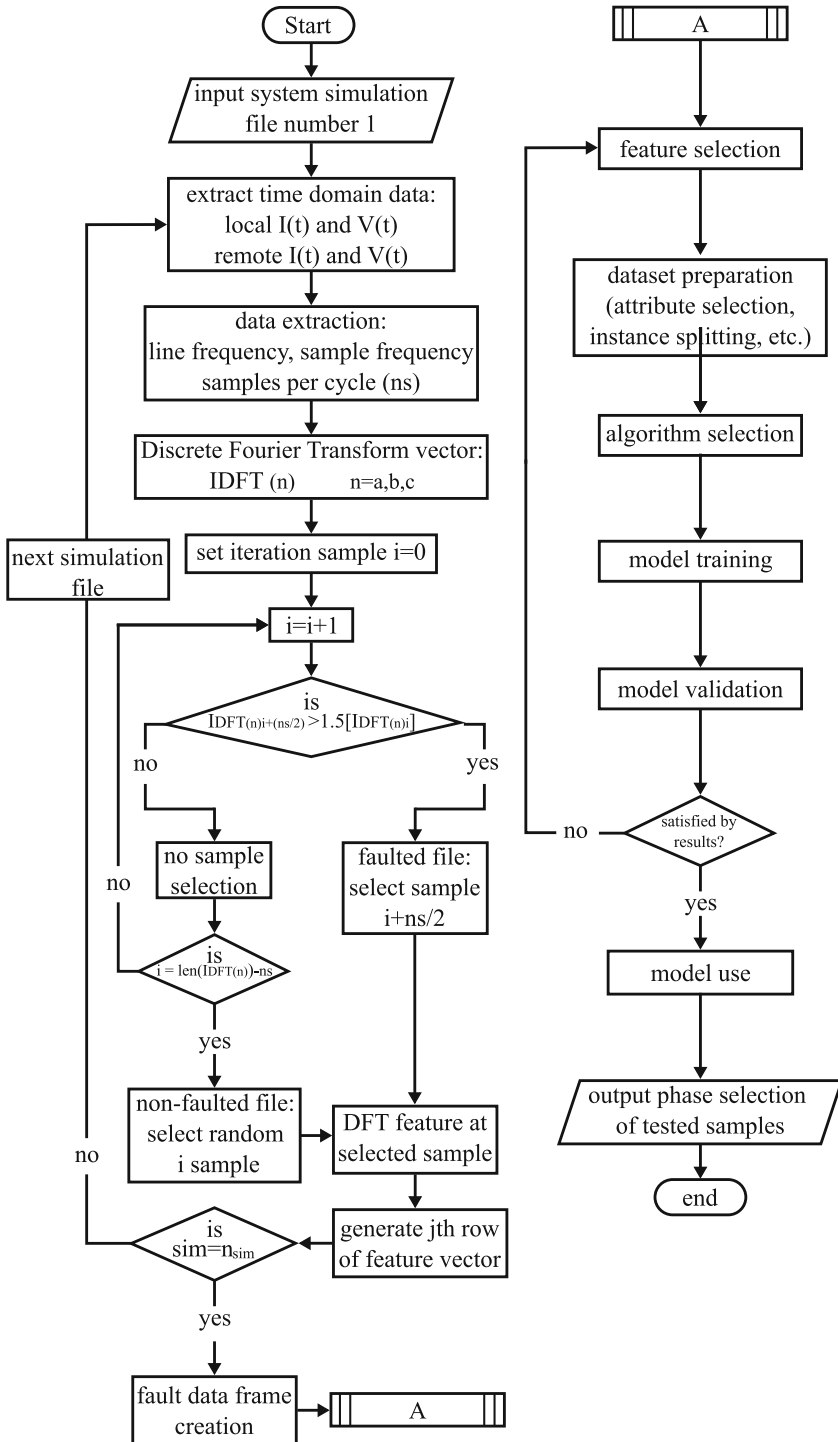 Start
input system simulation
file number 1
extract time domain data:
local I(t) and V(t)
remote I(t) and V(t)
data extraction:
line frequency, sample frequency
samples per cycle (ns)
Discrete Fourier Transform vector:
IDFT (n) n=a,b,c
set iteration sample i=0
next simulation
file
i=i+1
is
IDFT(n)i+(ns/2) >1.5[IDFT(n)i]
no
yes
no sample
selection
no
faulted file:
select sample
i+ns/2
is
i = len(IDFT(n))-ns
yes
non-faulted file:
select random
i sample
DFT feature at
selected sample
generate jth row
of feature vector
no
is
sim=nsim
yes
fault data frame
creation
A
A
feature selection
dataset preparation
(attribute selection,
instance splitting, etc.)
algorithm selection
model training
model validation
satisfied by
results?
no
yes
model use
output phase selection
of tested samples
end